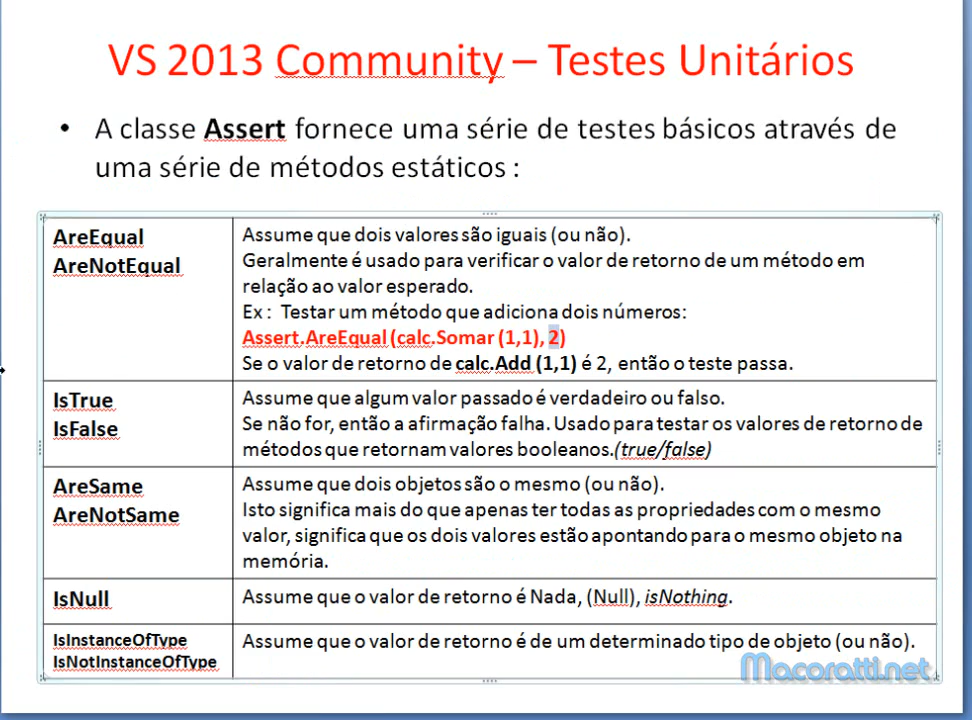 VS 2013 Community – Testes Unitários
• A classe Assert fornece uma série de testes básicos através de
uma série de métodos estáticos :
AreEqual
AreNotEqual
Assume que dois valores são iguais (ou não).
Geralmente é usado para verificar o valor de retorno de um método em
relação ao valor esperado.
Ex : Testar um método que adiciona dois números:
Assert.AreEqual (calc.Somar (1,1), 2)
Se o valor de retorno de calc.Add (1,1) é 2, então o teste passa.
IsTrue
IsFalse
Assume que algum valor passado é verdadeiro ou falso.
Se não for, então a afirmação falha. Usado para testar os valores de retorno de
métodos que retornam valores booleanos.(true/false)
AreSame
AreNotSame
Assume que dois objetos são o mesmo (ou não).
Isto significa mais do que apenas ter todas as propriedades com o mesmo
valor, significa que os dois valores estão apontando para o mesmo objeto na
memória.
IsNull
Assume que o valor de retorno é Nada, (Null), isNothing.
IsInstanceOfType
IsNotInstanceOfType
Assume que o valor de retorno é de um determinado tipo de objeto (ou não).
Macoratti.net